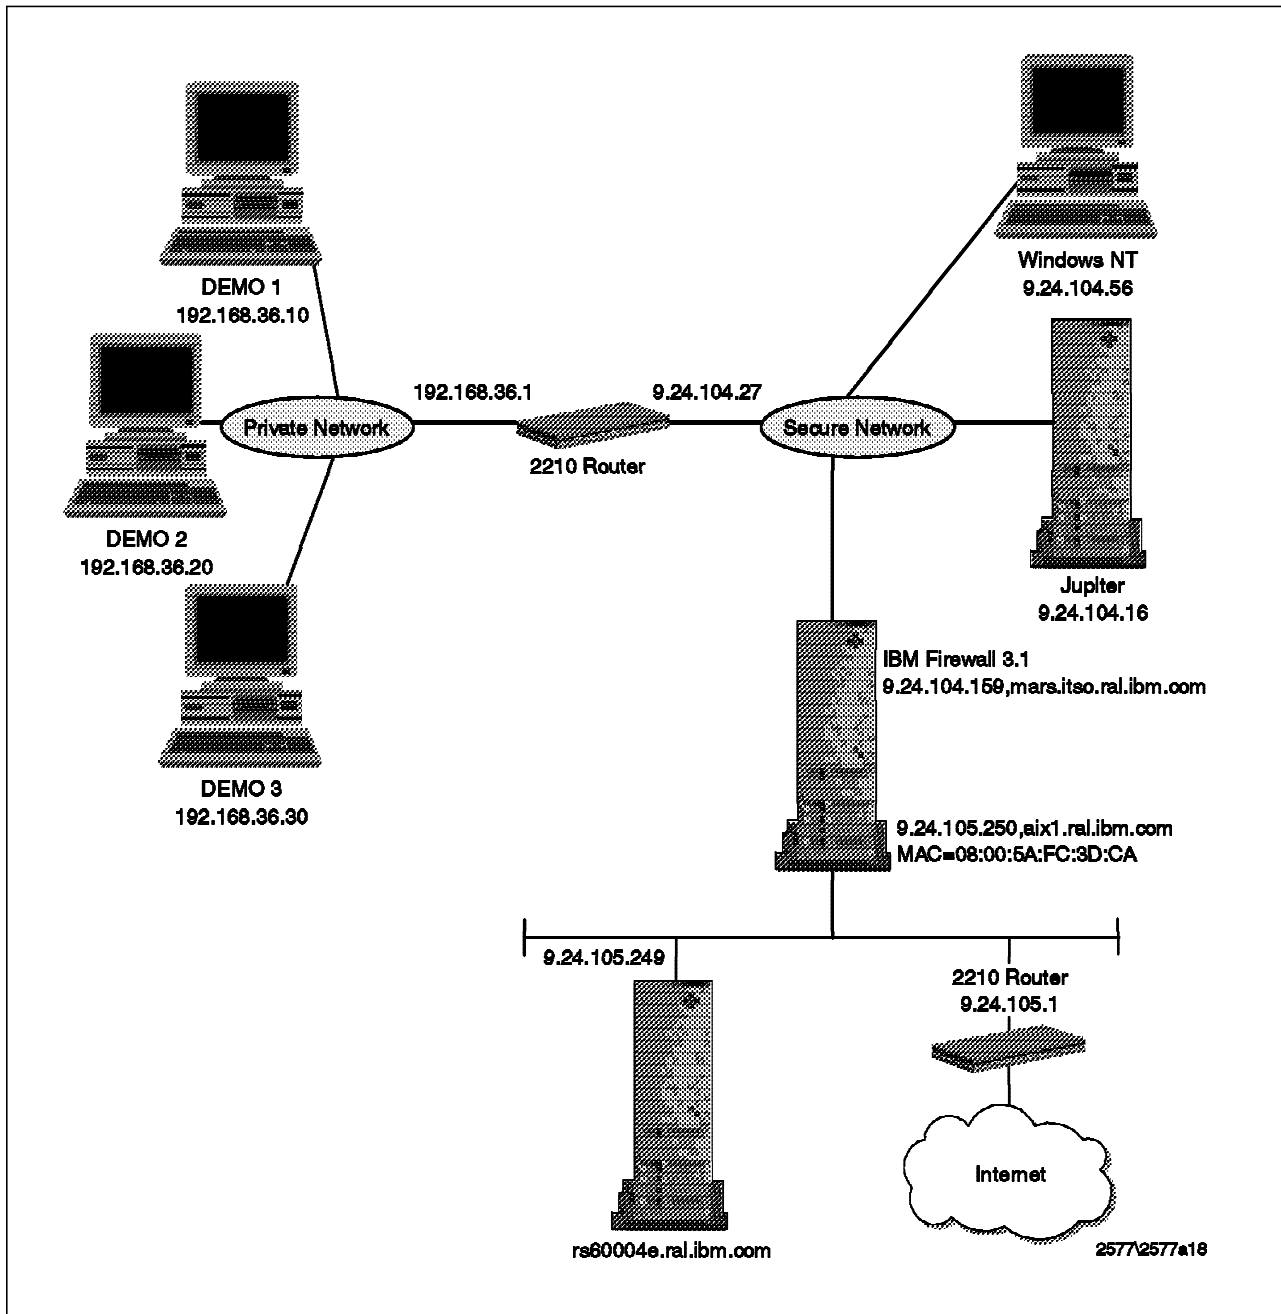 Windows NT
9.24.104.56
DEMO 1
192.168.36.10
192.168.36.1
9.24.104.27
Private Network
Secure Network
2210 Router
DEMO 2
192.168.36.20
Jupiter
9.24.104.16
IBM Firewall 3.1
9.24.104.159,mars.itso.ral.ibm.com
DEMO 3
192.168.36.30
9.24.105.250,aix1.ral.ibm.com
MAC=08:00:5A:FC:3D:CA
9.24.105.249
2210 Router
9.24.105.1
Internet
rs60004e.ral.ibm.com
2577\2577a18